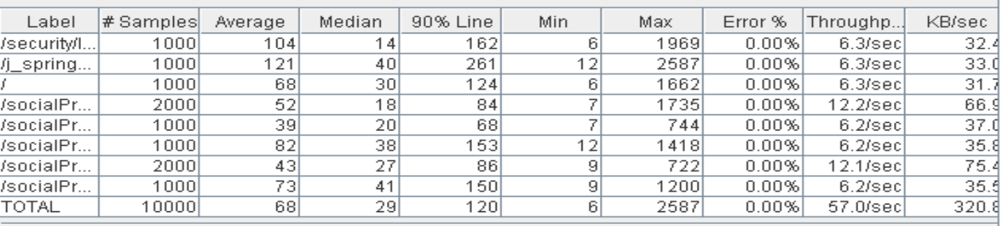 Label # Samples Average Median 90% Line Min Max Error % Throughp... KB/sec
/security/l... 1000 104 14 162 6 1969 0.00% 6.3/sec 32.4
/j_spring... 1000 121 40 261 12 2587 0.00% 6.3/sec 33.0
/ 1000 68 30 124 6 1662 0.00% 6.3/sec 31.7
/socialPr... 2000 52 18 84 7 1735 0.00% 12.2/sec 66.9
/socialPr... 1000 39 20 68 7 744 0.00% 6.2/sec 37.0
/socialPr... 1000 82 38 153 12 1418 0.00% 6.2/sec 35.8
/socialPr... 2000 43 27 86 9 722 0.00% 12.1/sec 75.4
/socialPr... 1000 73 41 150 9 1200 0.00% 6.2/sec 35.5
TOTAL 10000 68 29 120 6 2587 0.00% 57.0/sec 320.8